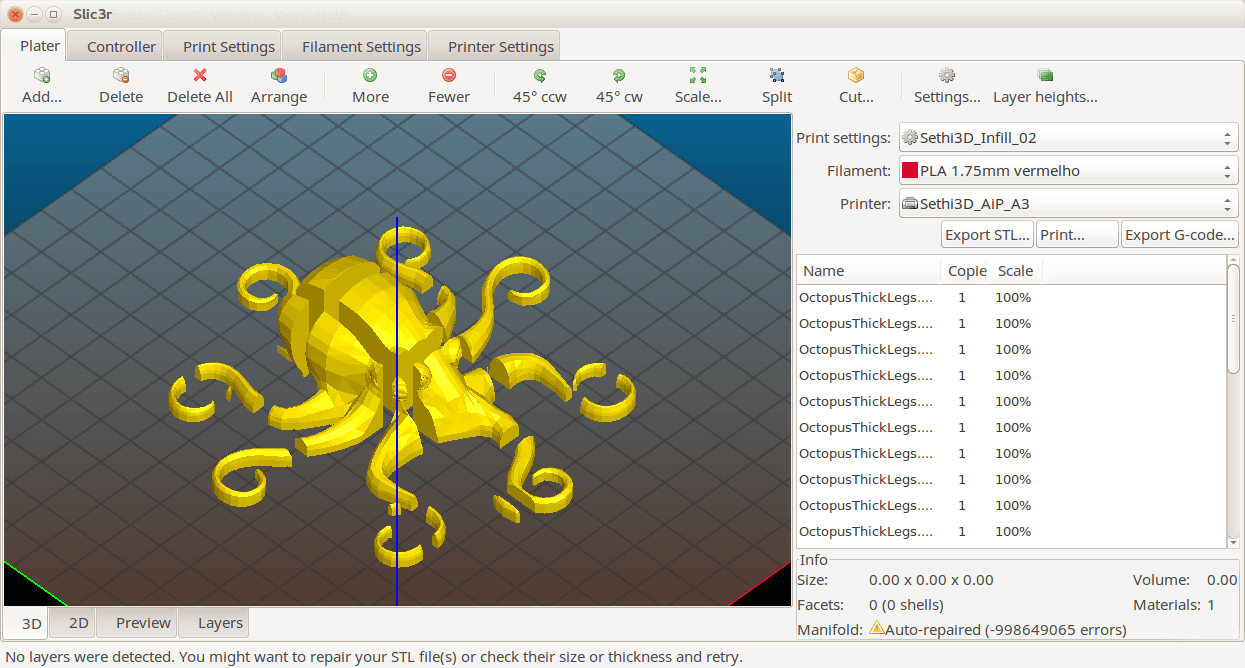 Slic3r
Plater Object Window View Help
Plater Controller Print Settings Filament Settings Printer Settings
Add... Delete Delete All Arrange More Fewer 45° ccw 45° cw Scale... Split Cut... Settings... Layer heights...
Print settings: Sethi3D_Infill_02
Filament: PLA 1.75mm vermelho
Printer: Sethi3D_AiP_A3
Export STL... Print... Export G-code...
Name Copie Scale
OctopusThickLegs.... 1 100%
OctopusThickLegs.... 1 100%
OctopusThickLegs.... 1 100%
OctopusThickLegs.... 1 100%
OctopusThickLegs.... 1 100%
OctopusThickLegs.... 1 100%
OctopusThickLegs.... 1 100%
OctopusThickLegs.... 1 100%
OctopusThickLegs.... 1 100%
OctopusThickLegs.... 1 100%
Info
Size: 0.00 x 0.00 x 0.00 Volume: 0.00
Facets: 0 (0 shells) Materials: 1
Manifold: Auto-repaired (-998649065 errors)
3D 2D Preview Layers
No layers were detected. You might want to repair your STL file(s) or check their size or thickness and retry.